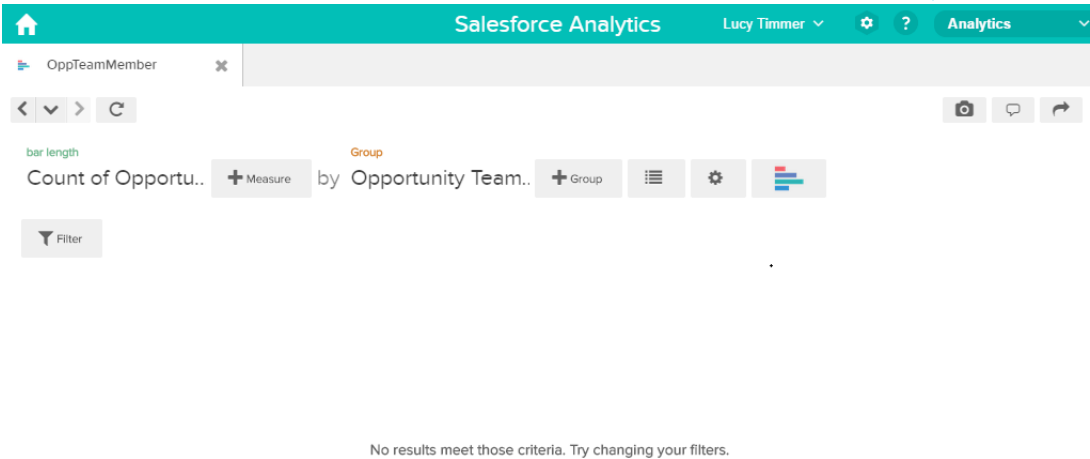 Salesforce Analytics Lucy Timmer ? Analytics
OppTeamMember
bar length Group
Count of Opportu.. Measure by Opportunity Team.. Group
Filter
No results meet those criteria. Try changing your filters.